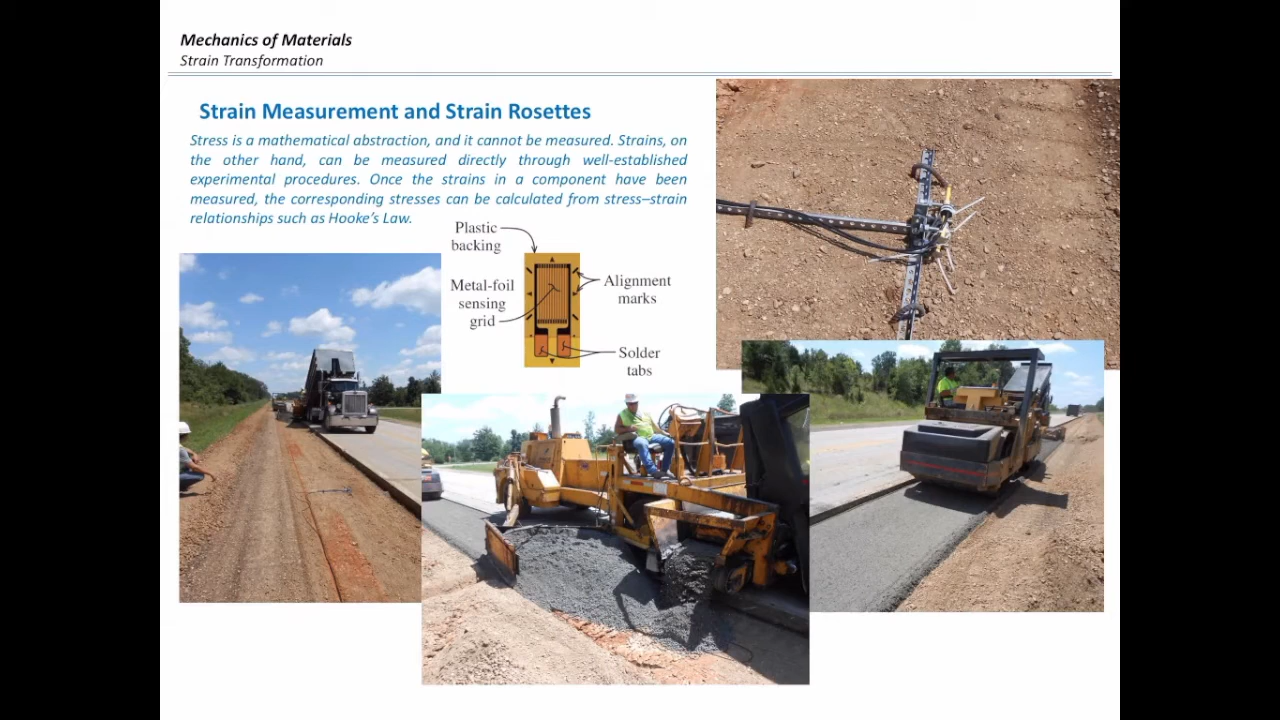 Mechanics of Materials
Strain Transformation
Strain Measurement and Strain Rosettes
Stress is a mathematical abstraction, and it cannot be measured. Strains, on
the other hand, can be measured directly through well-established
experimental procedures. Once the strains in a component have been
measured, the corresponding stresses can be calculated from stress–strain
relationships such as Hooke's Law.
Plastic
backing
Metal-foil
sensing
grid
Alignment
marks
Solder
tabs